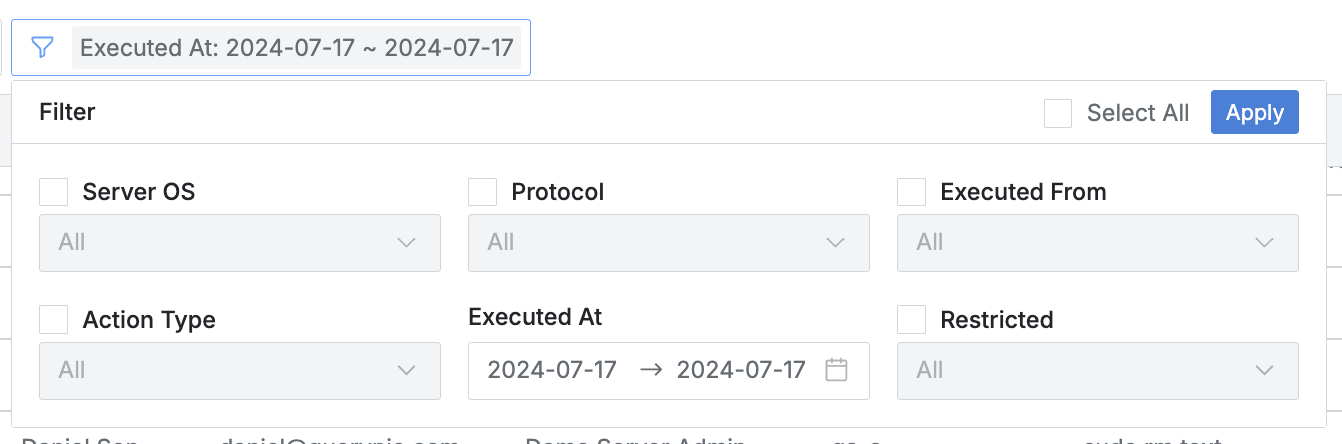 Executed At: 2024-07-17 ~ 2024-07-17
Filter
Select All
Apply
Server OS
Protocol
Executed From
All
All
All
Action Type
Executed At
Restricted
All
2024-07-17 → 2024-07-17
All